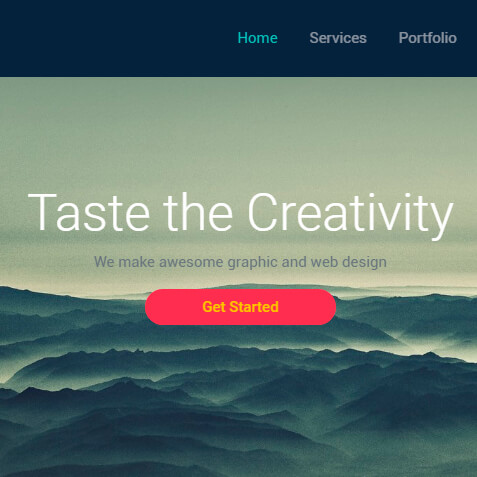 Home Services Portfolio
Taste the Creativity
We make awesome graphic and web design
Get Started